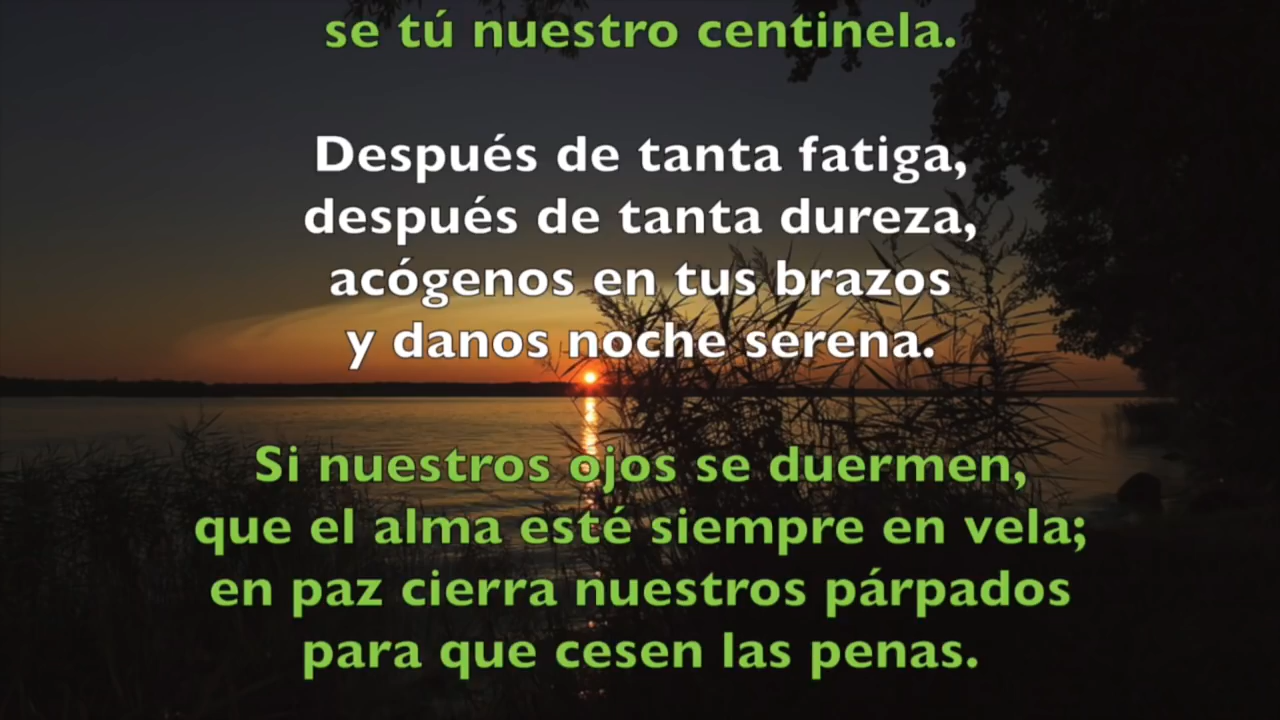 se tú nuestro centinela.
Después de tanta fatiga,
después de tanta dureza,
acógenos en tus brazos
y danos noche serena.
Si nuestros ojos se duermen,
que el alma esté siempre en vela;
en paz cierra nuestros párpados
para que cesen las penas.